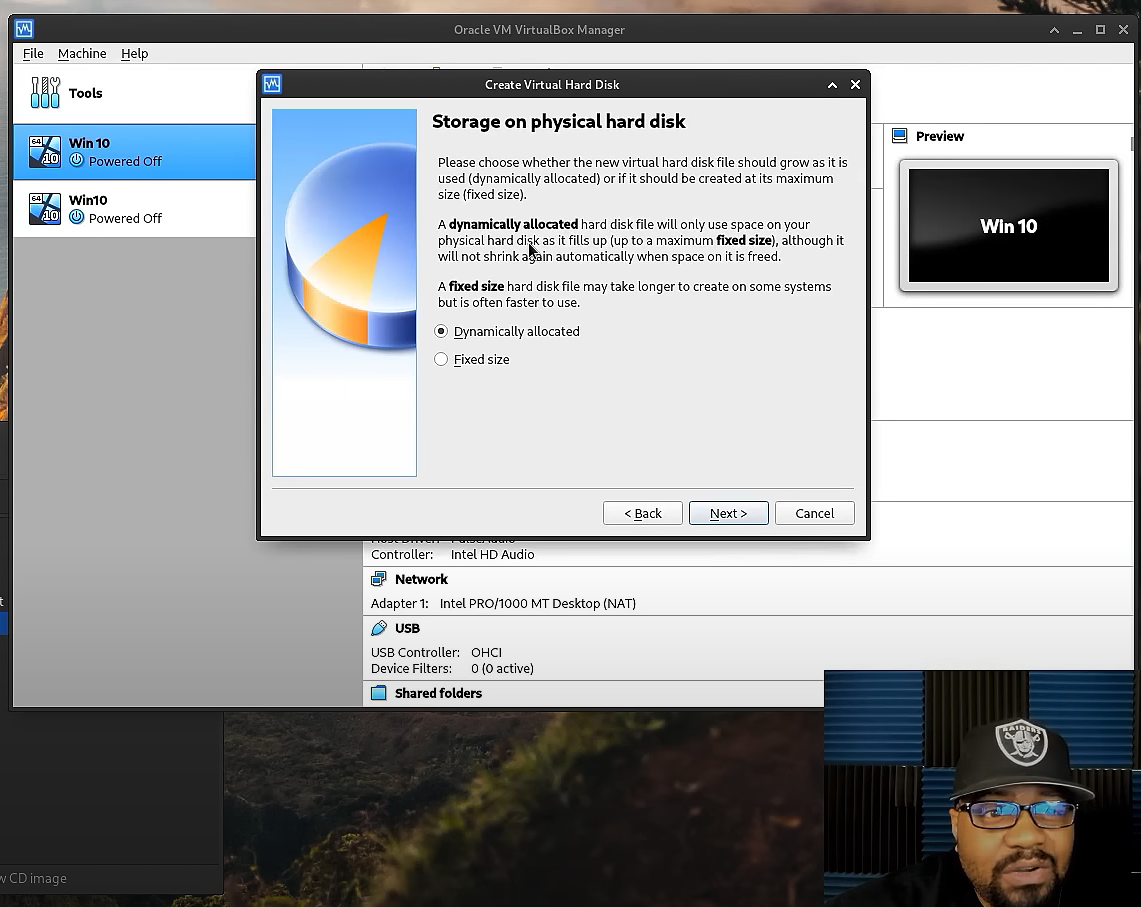 Oracle VM VirtualBox Manager
File Machine Help
Tools
Win 10
Powered Off
Win10
Powered Off
64
10
64
10
Create Virtual Hard Disk
Storage on physical hard disk
Please choose whether the new virtual hard disk file should grow as it is
used (dynamically allocated) or if it should be created at its maximum
size (fixed size).
A dynamically allocated hard disk file will only use space on your
physical hard disk as it fills up (up to a maximum fixed size), although it
will not shrink again automatically when space on it is freed.
A fixed size hard disk file may take longer to create on some systems
but is often faster to use.
Dynamically allocated
Fixed size
< Back
Next >
Cancel
Preview
Win 10
Controller: Intel HD Audio
Network
Adapter 1: Intel PRO/1000 MT Desktop (NAT)
USB
USB Controller: OHCI
Device Filters: 0 (0 active)
Shared folders
CD image
RAIDERS